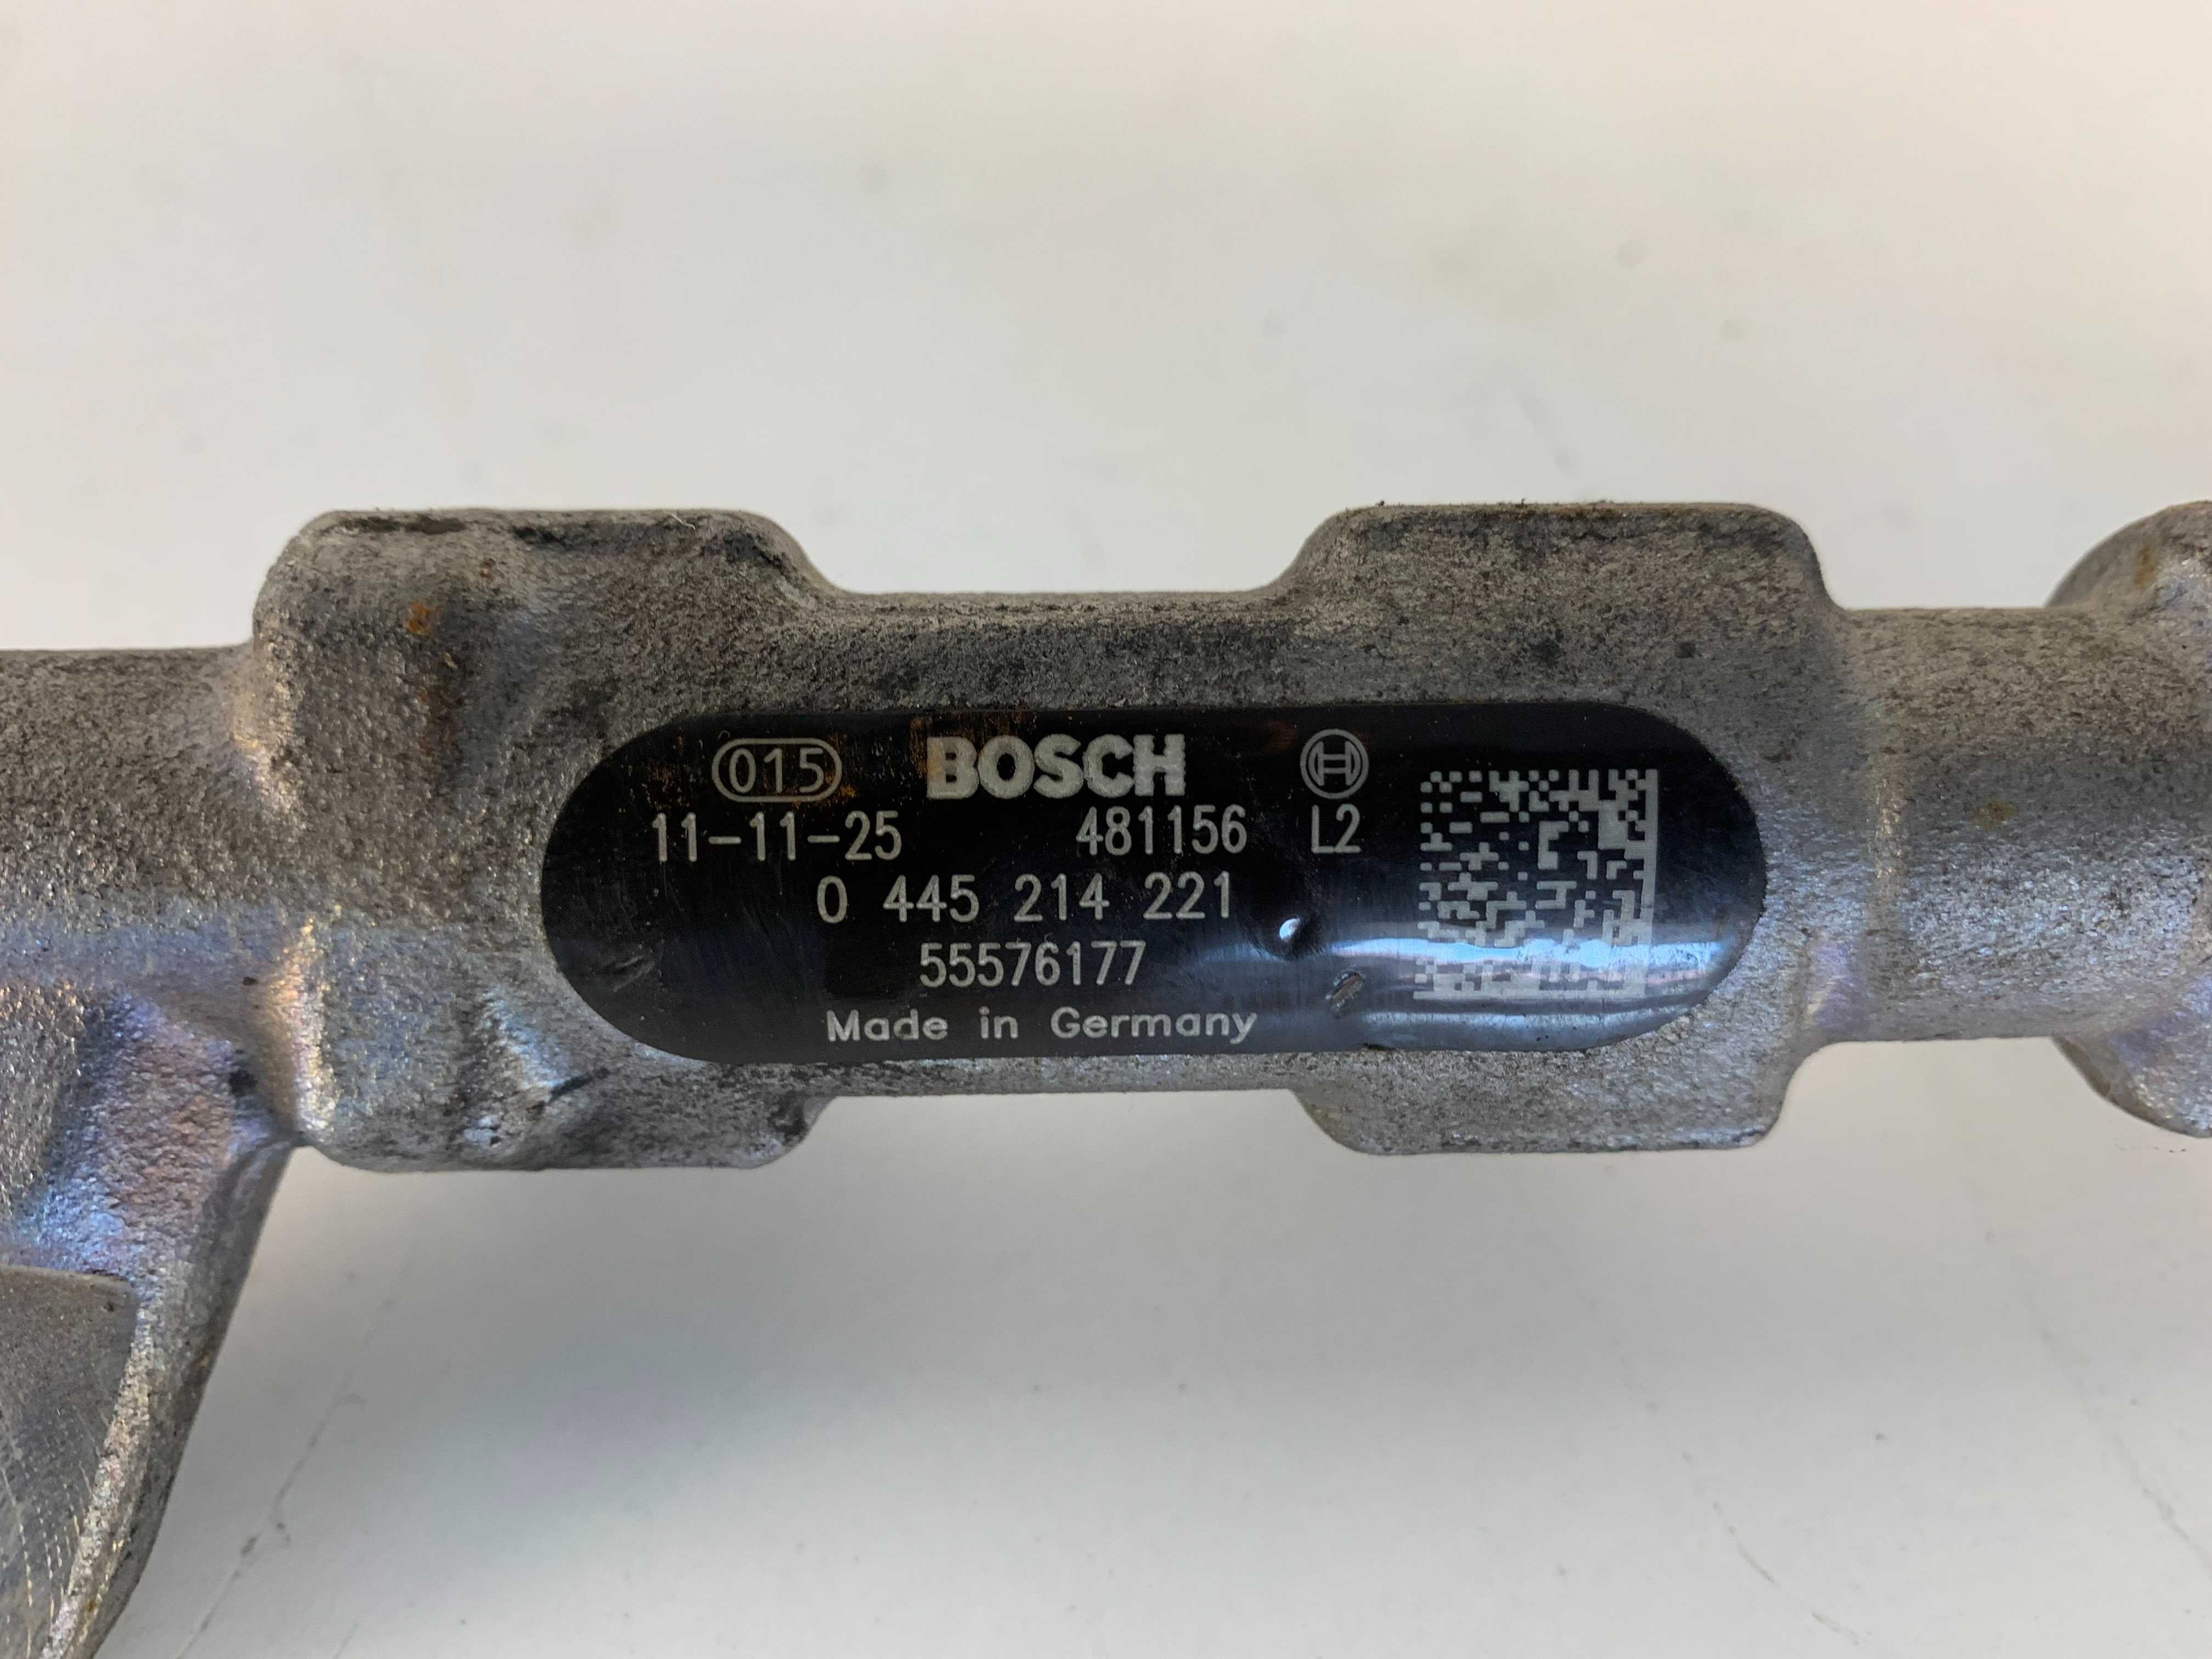 015 BOSCH
11-11-25 481156 L2
0 445 214 221
55576177
Made in Germany